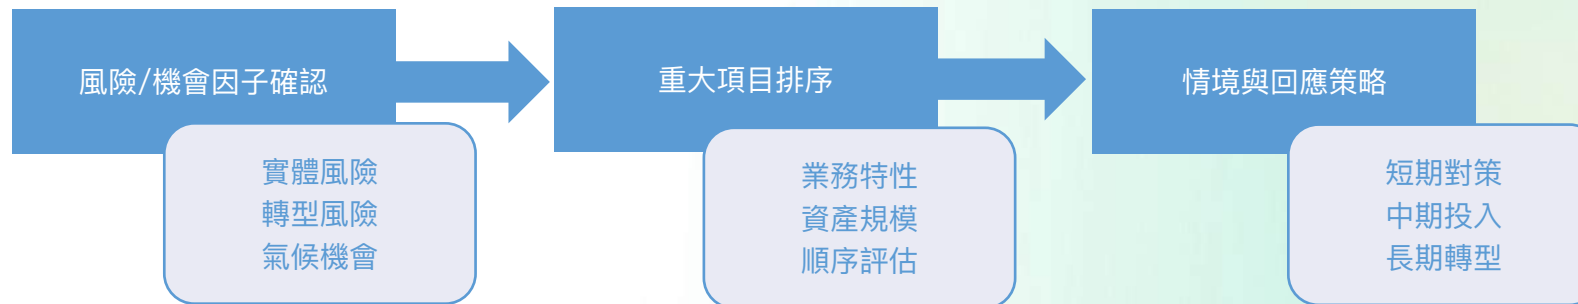 風險/機會因子確認
實體風險
轉型風險
氣候機會
重大項目排序
業務特性
資產規模
順序評估
情境與回應策略
短期對策
中期投入
長期轉型